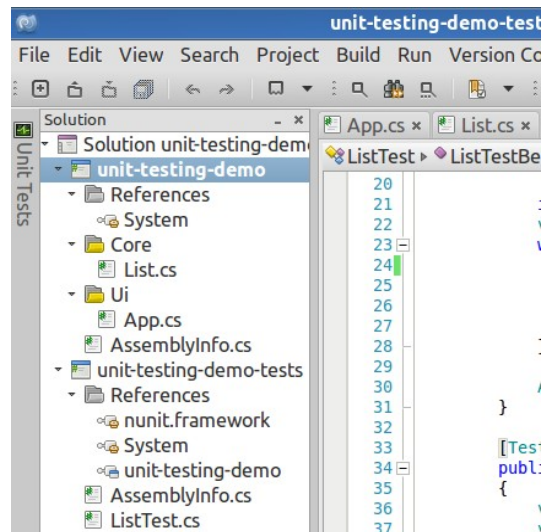 unit-testing-demo-test
File Edit View Search Project Build Run Version Co
Solution
App.cs
List.cs
Unit Tests
Solution unit-testing-dem
ListTest
ListTestBe
unit-testing-demo
References
System
Core
List.cs
Ui
App.cs
AssemblyInfo.cs
unit-testing-demo-tests
References
nunit.framework
System
unit-testing-demo
AssemblyInfo.cs
ListTest.cs
20
21
22
23
24
25
26
27
28
29
30
31 }
32
33 [Tes
34 publi
35 {
36
37